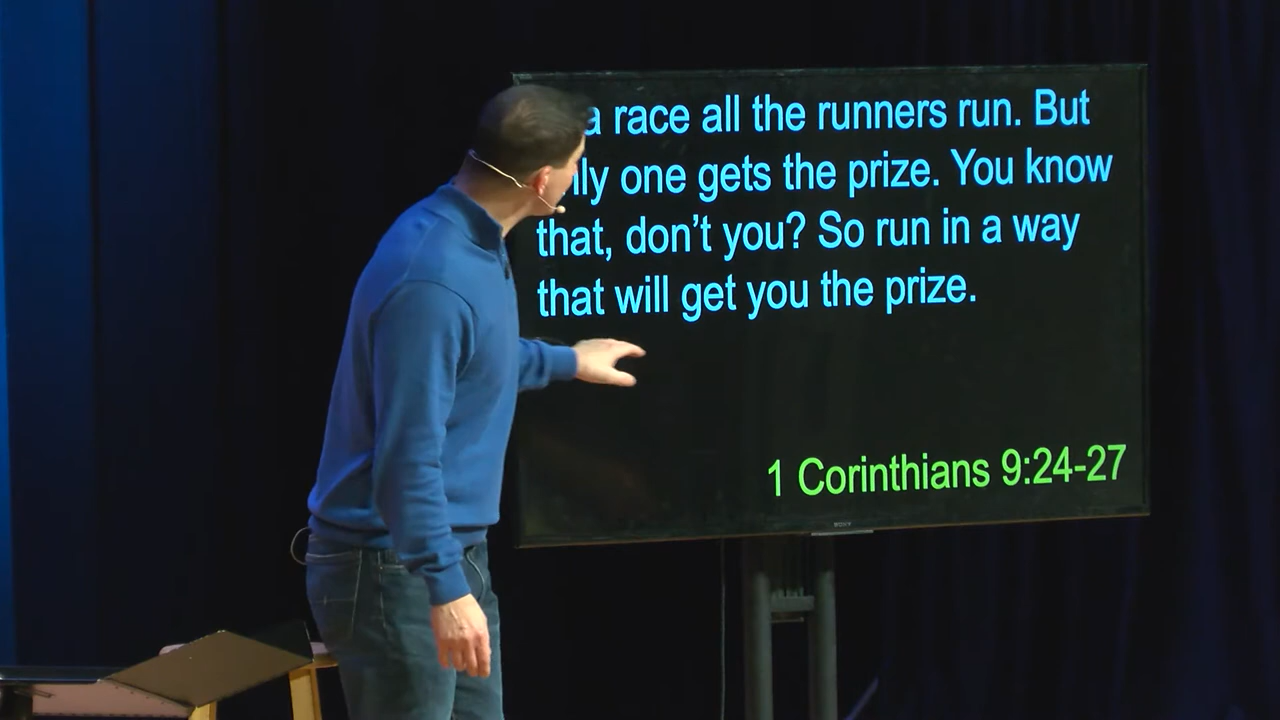 a race all the runners run. But
one gets the prize. You know
that, don't you? So run in a way
that will get you the prize.
1 Corinthians 9:24-27
SONY